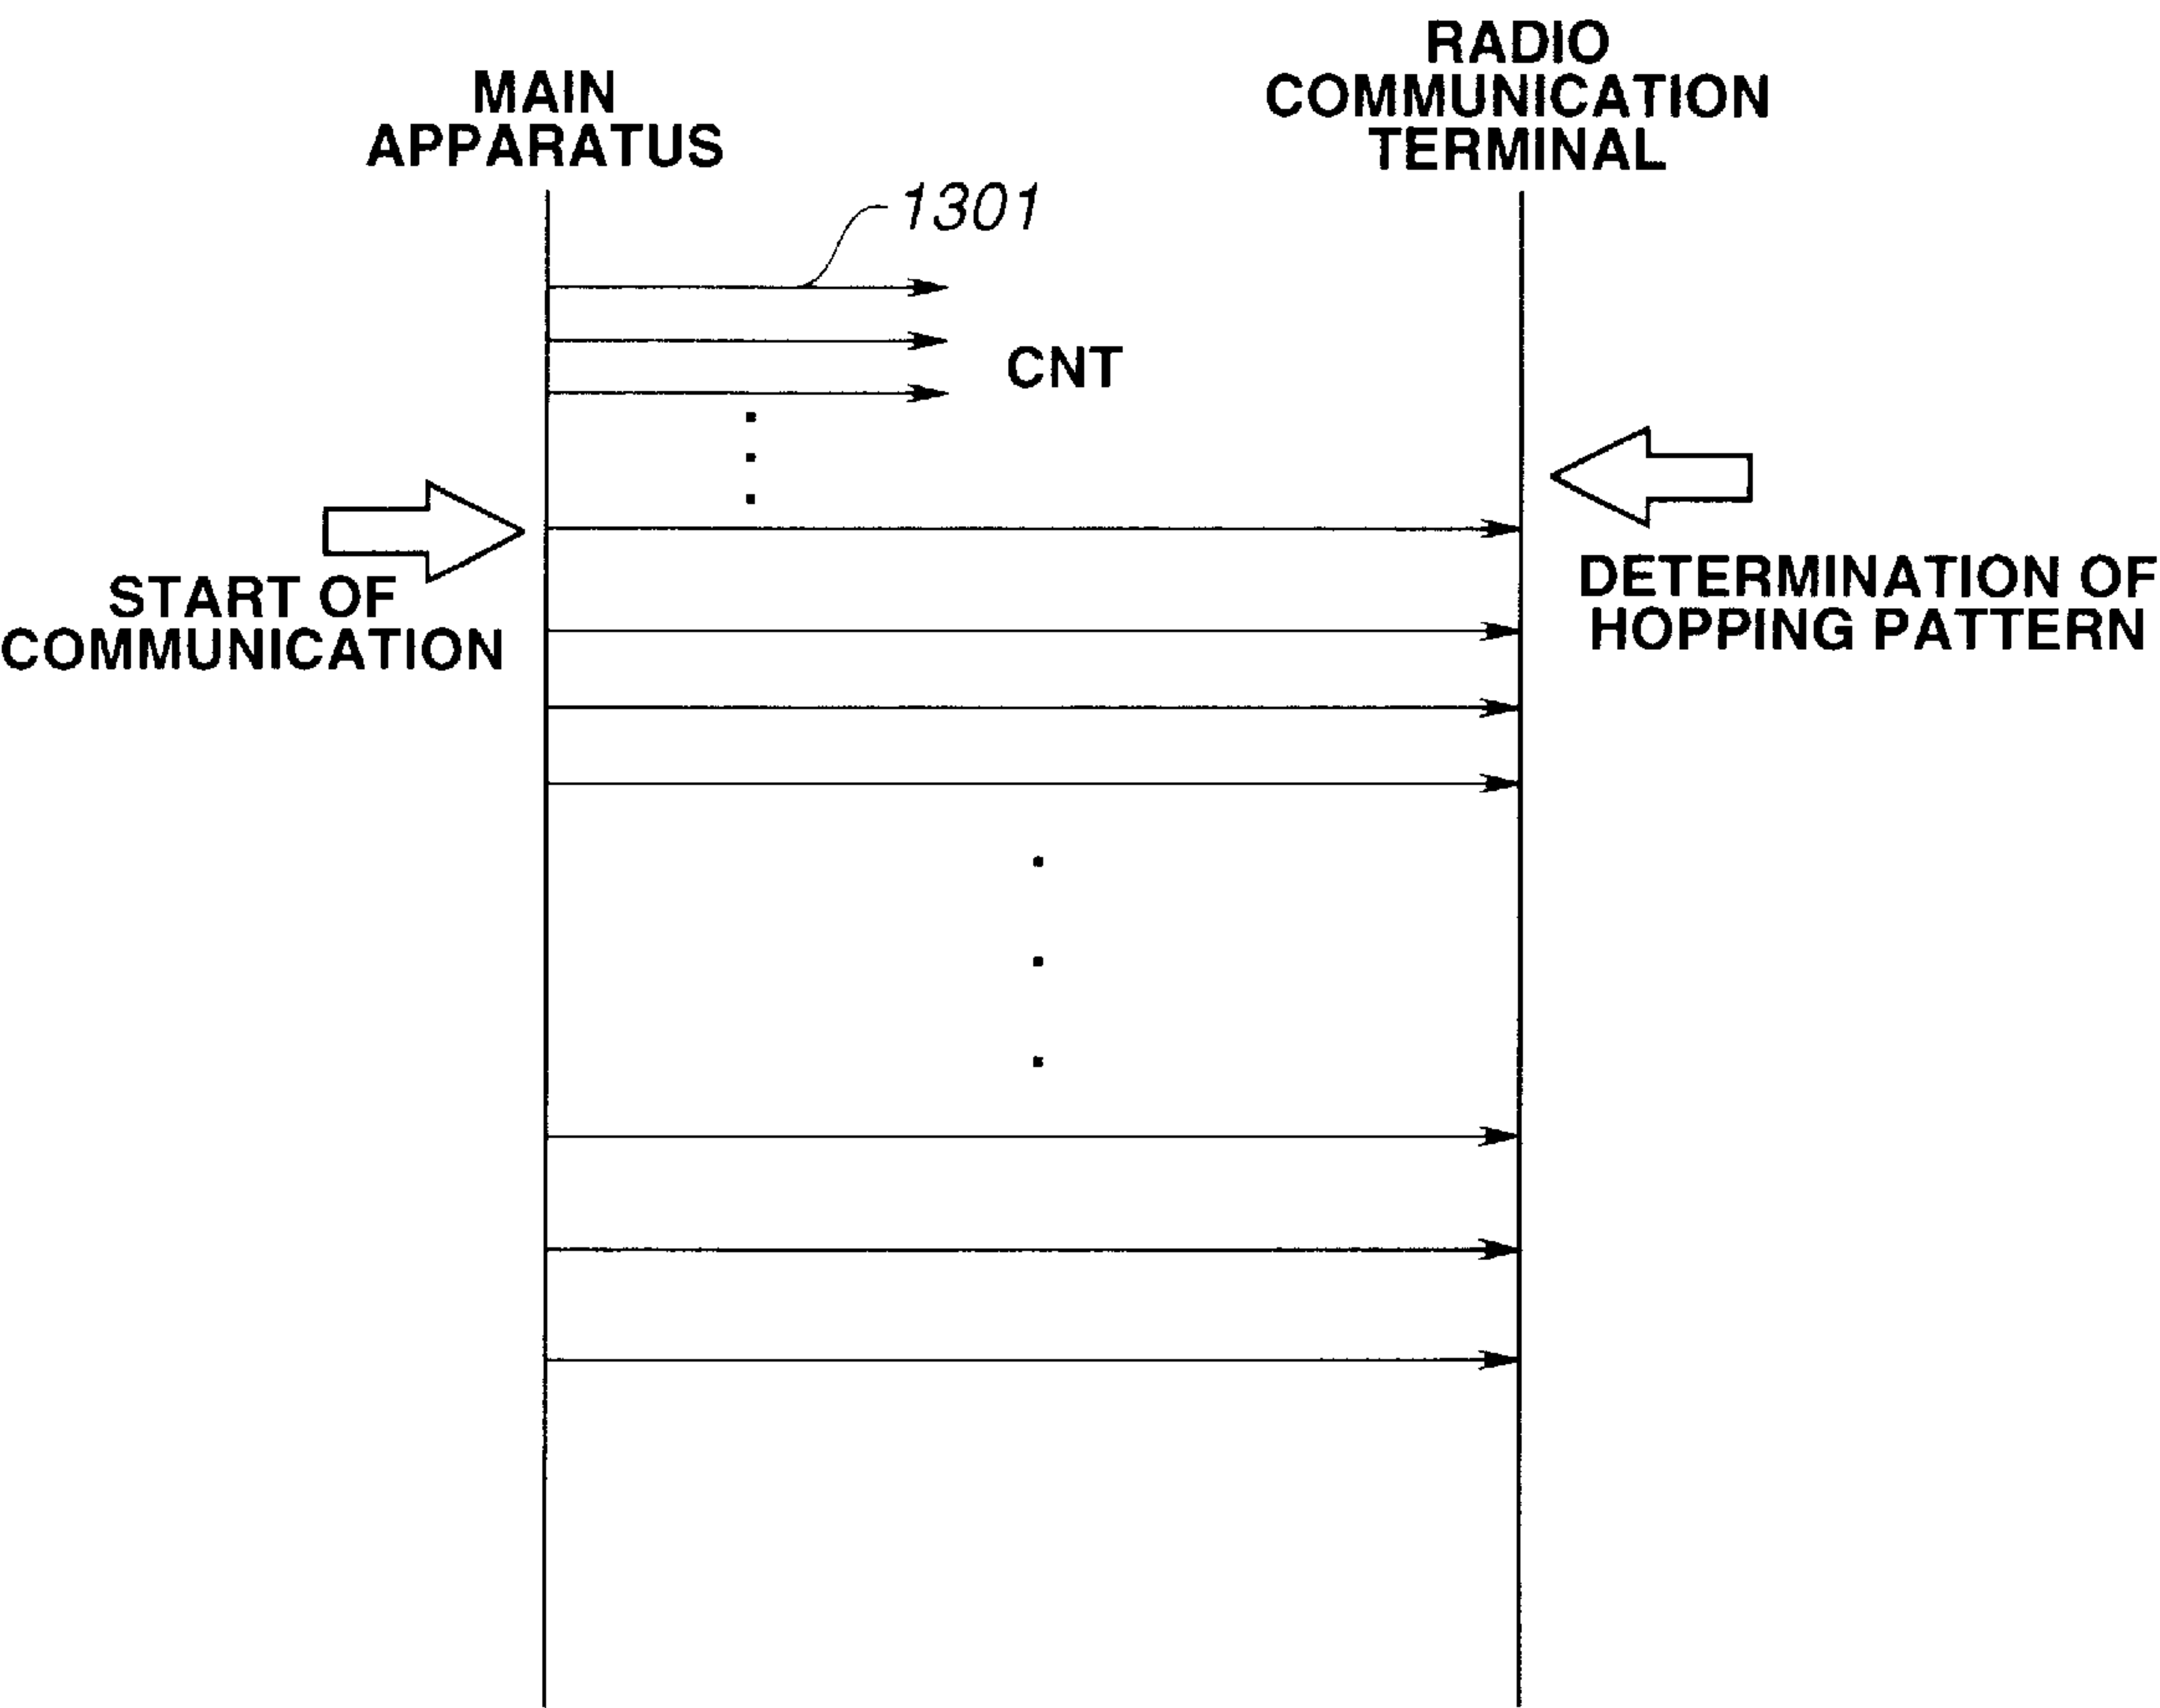 RADIO
COMMUNICATION
TERMINAL
MAIN
APPARATUS
1301
CNT
START OF
COMMUNICATION
DETERMINATION OF
HOPPING PATTERN